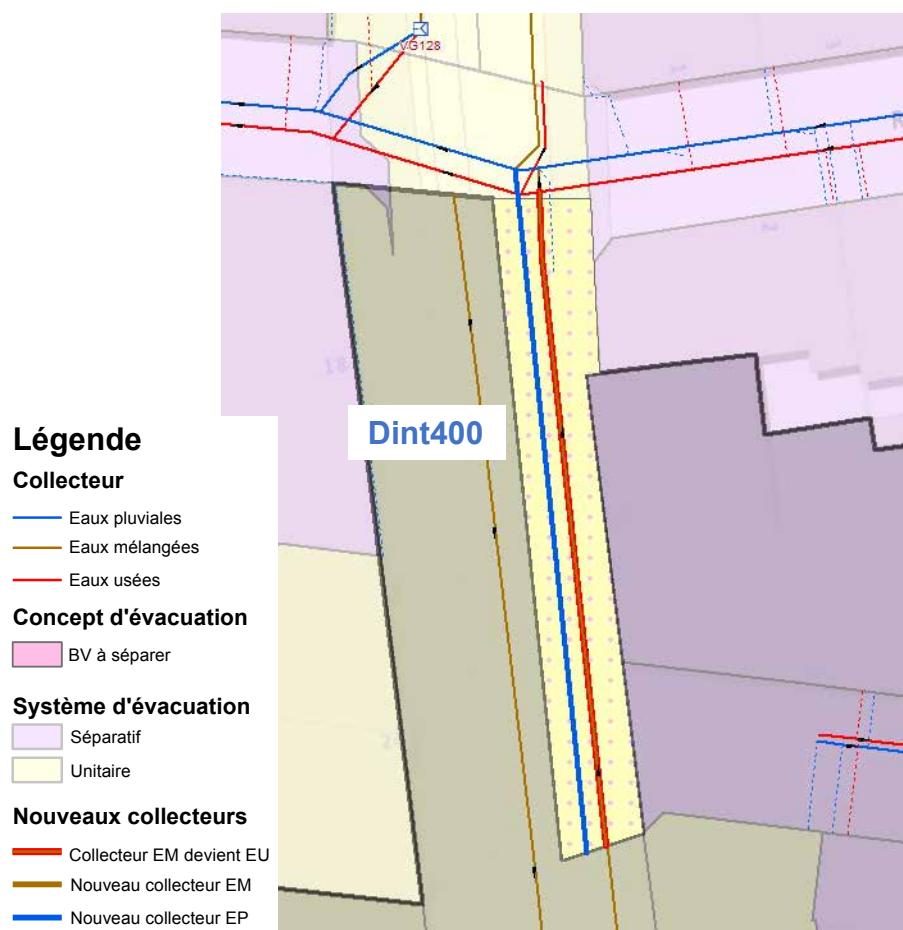 VG128
Dint400
Légende
Collecteur
Eaux pluviales
Eaux mélangées
Eaux usées
Concept d'évacuation
BV à séparer
Système d'évacuation
Séparatif
Unitaire
Nouveaux collecteurs
Collecteur EM devient EU
Nouveau collecteur EM
Nouveau collecteur EP